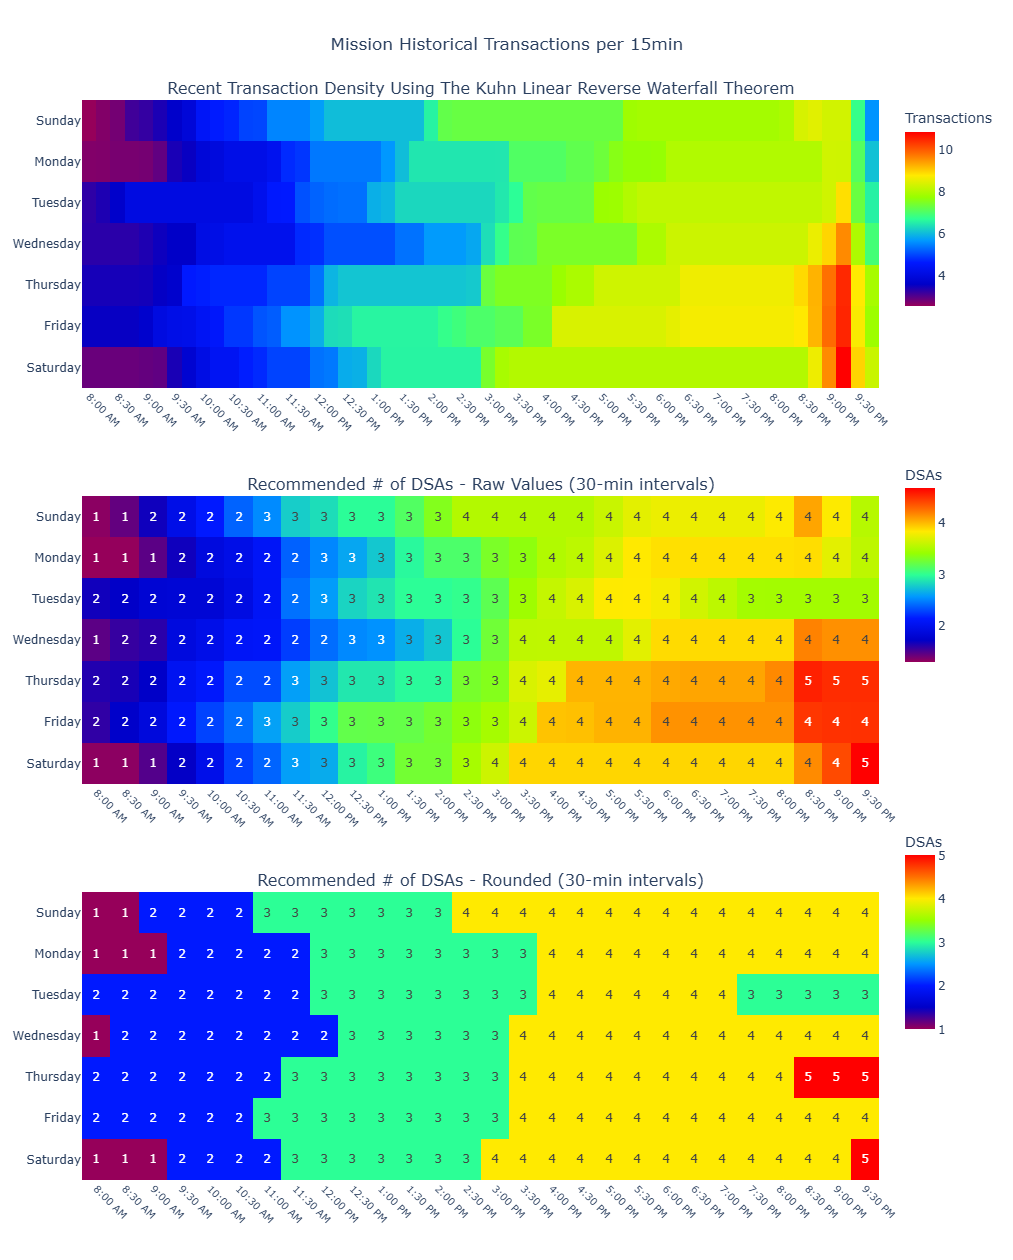 Mission Historical Transactions per 15min
Recent Transaction Density Using The Kuhn Linear Reverse Waterfall Theorem
Transactions
10
8
6
4
Sunday
Monday
Tuesday
Wednesday
Thursday
Friday
Saturday
8:00 AM 8:30 AM 9:00 AM 9:30 AM 10:00 AM 10:30 AM 11:00 AM 11:30 AM 12:00 PM 12:30 PM 1:00 PM 1:30 PM 2:00 PM 2:30 PM 3:00 PM 3:30 PM 4:00 PM 4:30 PM 5:00 PM 5:30 PM 6:00 PM 6:30 PM 7:00 PM 7:30 PM 8:00 PM 8:30 PM 9:00 PM 9:30 PM
Recommended # of DSAs - Raw Values (30-min intervals)
DSAs
4
3
2
Sunday 1 1 2 2 2 2 3 3 3 3 3 3 3 4 4 4 4 4 4 4 4 4 4 4 4 4 4 4
Monday 1 1 1 2 2 2 2 2 3 3 3 3 3 3 3 3 4 4 4 4 4 4 4 4 4 4 4 4
Tuesday 2 2 2 2 2 2 2 2 3 3 3 3 3 3 3 3 4 4 4 4 4 4 4 3 3 3 3 3
Wednesday 1 2 2 2 2 2 2 2 2 3 3 3 3 3 3 4 4 4 4 4 4 4 4 4 4 4 4 4
Thursday 2 2 2 2 2 2 2 3 3 3 3 3 3 3 3 4 4 4 4 4 4 4 4 4 4 5 5 5
Friday 2 2 2 2 2 2 3 3 3 3 3 3 3 3 3 4 4 4 4 4 4 4 4 4 4 4 4 4
Saturday 1 1 1 2 2 2 2 3 3 3 3 3 3 3 4 4 4 4 4 4 4 4 4 4 4 4 4 5
8:00 AM 8:30 AM 9:00 AM 9:30 AM 10:00 AM 10:30 AM 11:00 AM 11:30 AM 12:00 PM 12:30 PM 1:00 PM 1:30 PM 2:00 PM 2:30 PM 3:00 PM 3:30 PM 4:00 PM 4:30 PM 5:00 PM 5:30 PM 6:00 PM 6:30 PM 7:00 PM 7:30 PM 8:00 PM 8:30 PM 9:00 PM 9:30 PM
Recommended # of DSAs - Rounded (30-min intervals)
DSAs
5
4
3
2
1
Sunday 1 1 2 2 2 2 3 3 3 3 3 3 3 4 4 4 4 4 4 4 4 4 4 4 4 4 4 4
Monday 1 1 1 2 2 2 2 2 3 3 3 3 3 3 3 3 4 4 4 4 4 4 4 4 4 4 4 4
Tuesday 2 2 2 2 2 2 2 2 3 3 3 3 3 3 3 3 4 4 4 4 4 4 4 3 3 3 3 3
Wednesday 1 2 2 2 2 2 2 2 2 3 3 3 3 3 3 4 4 4 4 4 4 4 4 4 4 4 4 4
Thursday 2 2 2 2 2 2 2 3 3 3 3 3 3 3 3 4 4 4 4 4 4 4 4 4 4 5 5 5
Friday 2 2 2 2 2 2 3 3 3 3 3 3 3 3 3 4 4 4 4 4 4 4 4 4 4 4 4 4
Saturday 1 1 1 2 2 2 2 3 3 3 3 3 3 3 4 4 4 4 4 4 4 4 4 4 4 4 4 5
8:00 AM 8:30 AM 9:00 AM 9:30 AM 10:00 AM 10:30 AM 11:00 AM 11:30 AM 12:00 PM 12:30 PM 1:00 PM 1:30 PM 2:00 PM 2:30 PM 3:00 PM 3:30 PM 4:00 PM 4:30 PM 5:00 PM 5:30 PM 6:00 PM 6:30 PM 7:00 PM 7:30 PM 8:00 PM 8:30 PM 9:00 PM 9:30 PM